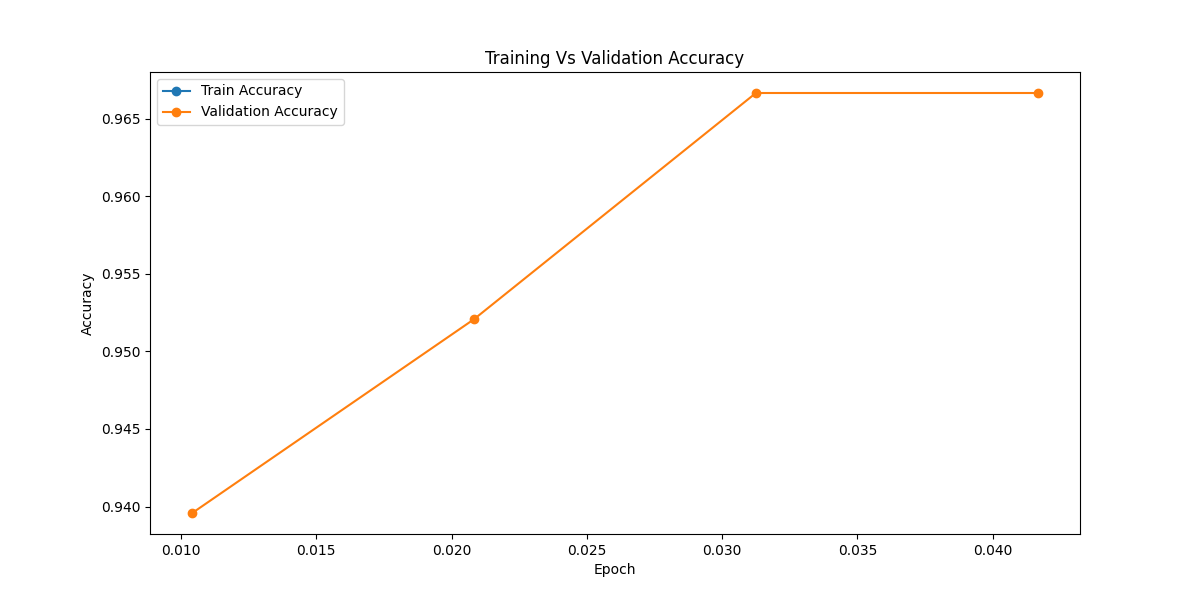 Training Vs Validation Accuracy
Train Accuracy
Validation Accuracy
0.965
0.960
0.955
0.950
0.945
0.940
Accuracy
0.010 0.015 0.020 0.025 0.030 0.035 0.040
Epoch